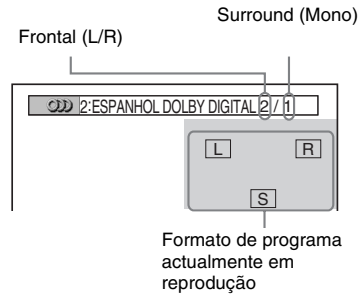 Surround (Mono)
Frontal (L/R)
2:ESPANHOL DOLBY DIGITAL 2 / 1
L R
S
Formato de programa
actualmente em
reprodução